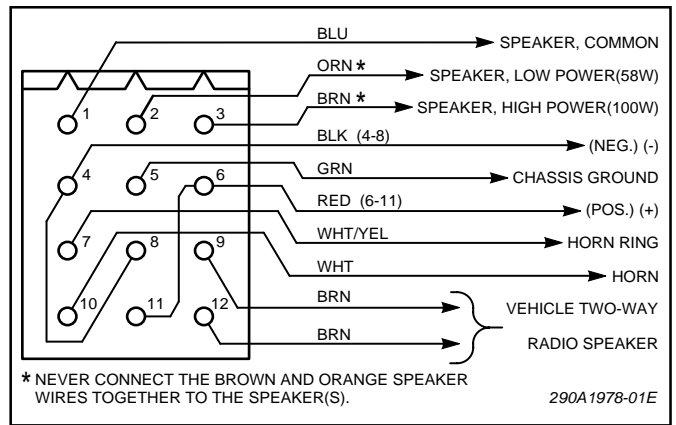 BLU
SPEAKER, COMMON
ORN *
SPEAKER, LOW POWER(58W)
BRN *
SPEAKER, HIGH POWER(100W)
1 2 3
BLK (4-8)
(NEG.) (-)
GRN
CHASSIS GROUND
4 5 6
RED (6-11)
(POS.) (+)
WHT/YEL
HORN RING
7 8 9
WHT
HORN
10 11 12
BRN
VEHICLE TWO-WAY
BRN
RADIO SPEAKER
* NEVER CONNECT THE BROWN AND ORANGE SPEAKER
WIRES TOGETHER TO THE SPEAKER(S).
290A1978-01E